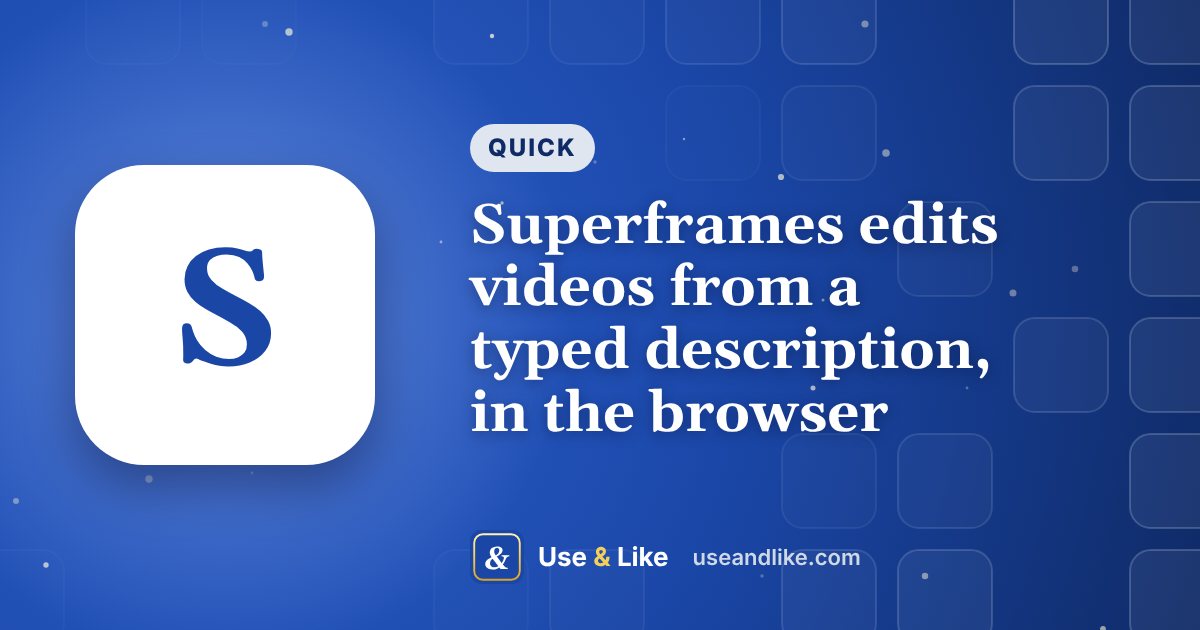 S
QUICK
Superframes edits
videos from a
typed description,
in the browser
& Use & Like useandlike.com